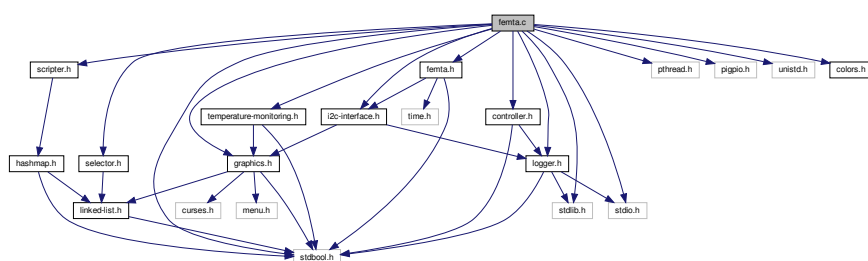 femta.c
scripter.h
femta.h
pthread.h
pigpio.h
unistd.h
colors.h
temperature-monitoring.h
i2c-interface.h
time.h
controller.h
hashmap.h
selector.h
graphics.h
logger.h
linked-list.h
curses.h
menu.h
stdlib.h
stdio.h
stdbool.h